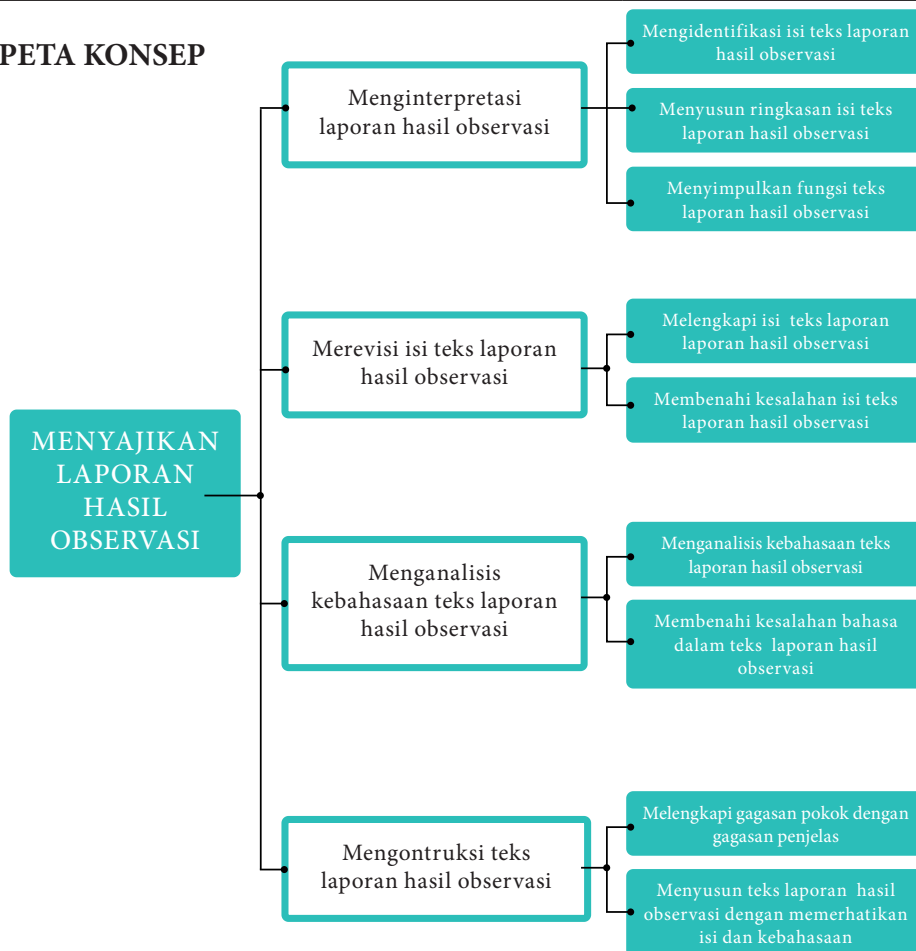 PETA KONSEP
MENYAJIKAN
LAPORAN
HASIL
OBSERVASI
Menginterpretasi
laporan hasil observasi
Mengidentifikasi isi teks laporan
hasil observasi
Menyusun ringkasan isi teks
laporan hasil observasi
Menyimpulkan fungsi teks
laporan hasil observasi
Merevisi isi teks laporan
hasil observasi
Melengkapi isi teks laporan
laporan hasil observasi
Membenahi kesalahan isi teks
laporan hasil observasi
Menganalisis
kebahasaan teks laporan
hasil observasi
Menganalisis kebahasaan teks
laporan hasil observasi
Membenahi kesalahan bahasa
dalam teks laporan hasil
observasi
Mengontruksi teks
laporan hasil observasi
Melengkapi gagasan pokok dengan
gagasan penjelas
Menyusun teks laporan hasil
observasi dengan memerhatikan
isi dan kebahasaan